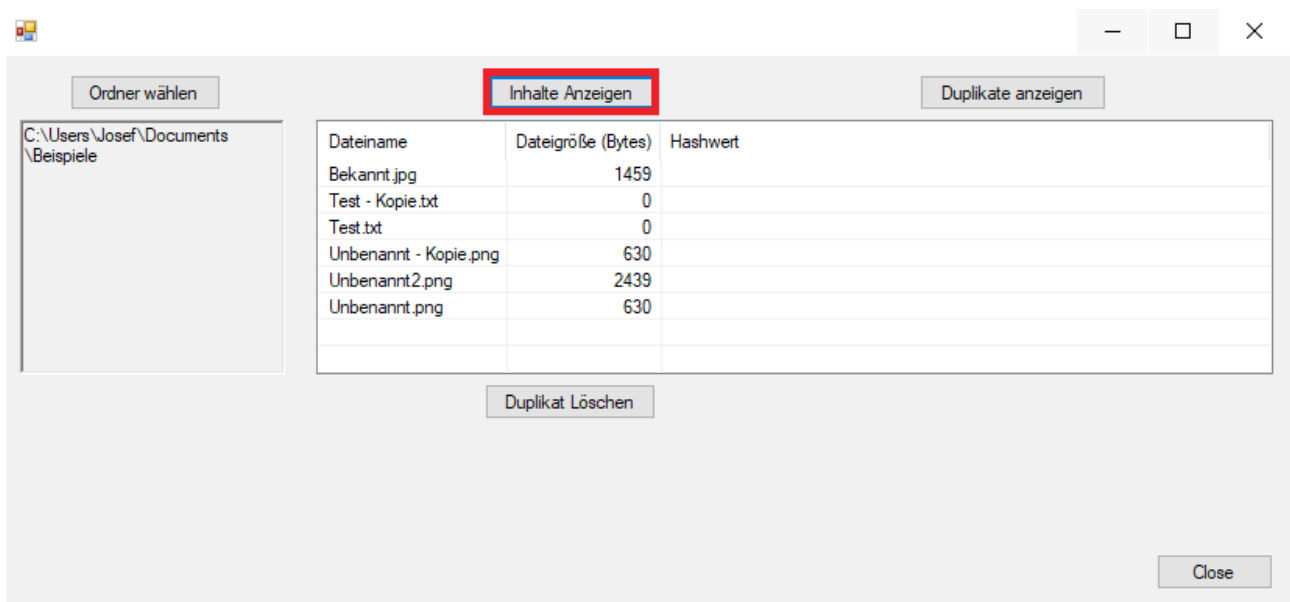 Ordner wählen
Inhalte Anzeigen
Duplikate anzeigen
C:\Users\Josef\Documents
\Beispiele
Dateiname Dateigröße (Bytes) Hashwert
Bekannt.jpg 1459
Test - Kopie.txt 0
Test.txt 0
Unbenannt - Kopie.png 630
Unbenannt2.png 2439
Unbenannt.png 630
Duplikat Löschen
Close